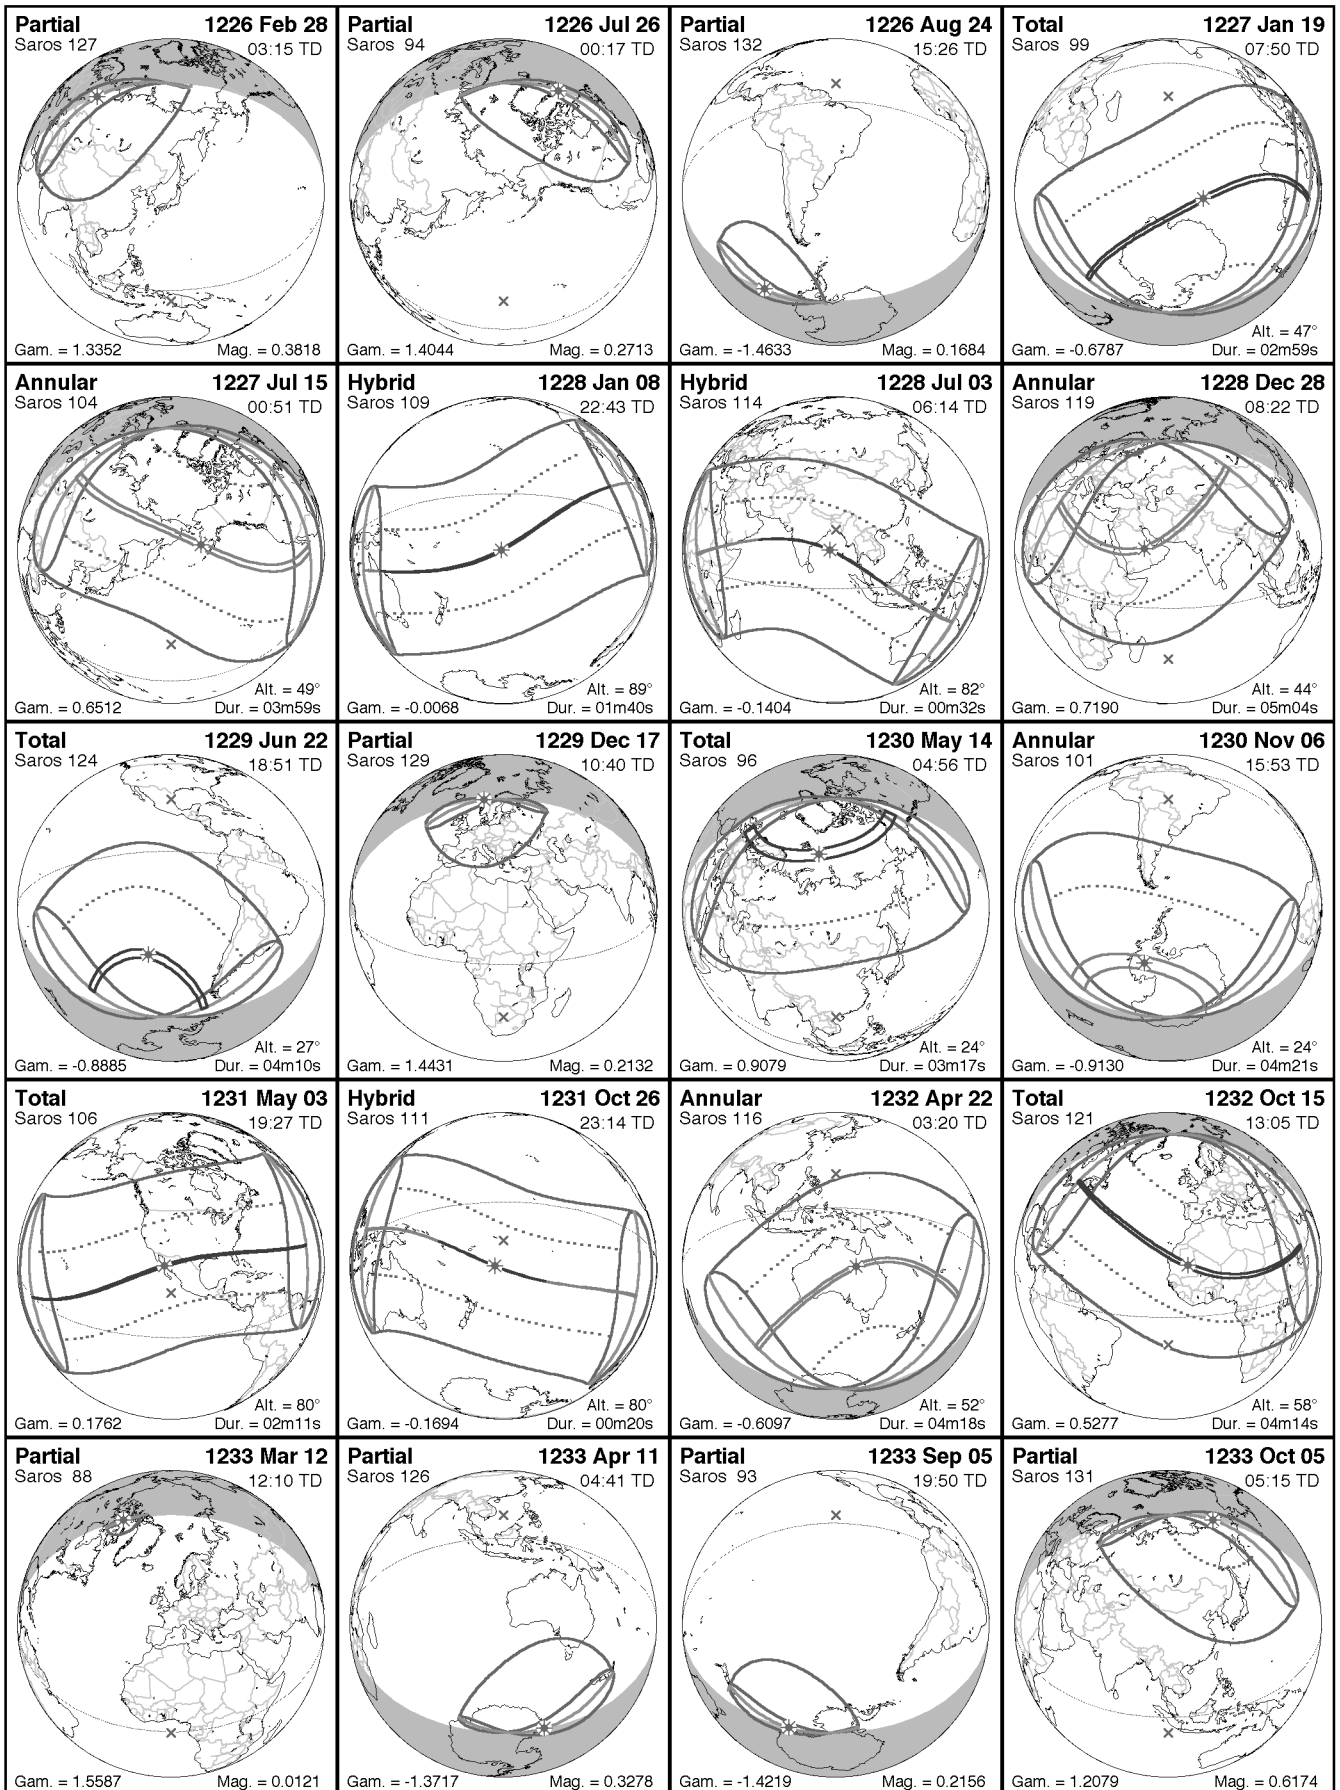 Partial 1226 Feb 28
Saros 127 03:15 TD
Gam. = 1.3352 Mag. = 0.3818
Partial 1226 Jul 26
Saros 94 00:17 TD
Gam. = 1.4044 Mag. = 0.2713
Partial 1226 Aug 24
Saros 132 15:26 TD
Gam. = -1.4633 Mag. = 0.1684
Total 1227 Jan 19
Saros 99 07:50 TD
Alt. = 47°
Gam. = -0.6787 Dur. = 02m59s
Annular 1227 Jul 15
Saros 104 00:51 TD
Alt. = 49°
Gam. = 0.6512 Dur. = 03m59s
Hybrid 1228 Jan 08
Saros 109 22:43 TD
Alt. = 89°
Gam. = -0.0068 Dur. = 01m40s
Hybrid 1228 Jul 03
Saros 114 06:14 TD
Alt. = 82°
Gam. = -0.1404 Dur. = 00m32s
Annular 1228 Dec 28
Saros 119 08:22 TD
Alt. = 44°
Gam. = 0.7190 Dur. = 05m04s
Total 1229 Jun 22
Saros 124 18:51 TD
Alt. = 27°
Gam. = -0.8885 Dur. = 04m10s
Partial 1229 Dec 17
Saros 129 10:40 TD
Gam. = 1.4431 Mag. = 0.2132
Total 1230 May 14
Saros 96 04:56 TD
Alt. = 24°
Gam. = 0.9079 Dur. = 03m17s
Annular 1230 Nov 06
Saros 101 15:53 TD
Alt. = 24°
Gam. = -0.9130 Dur. = 04m21s
Total 1231 May 03
Saros 106 19:27 TD
Alt. = 80°
Gam. = 0.1762 Dur. = 02m11s
Hybrid 1231 Oct 26
Saros 111 23:14 TD
Alt. = 80°
Gam. = -0.1694 Dur. = 00m20s
Annular 1232 Apr 22
Saros 116 03:20 TD
Alt. = 52°
Gam. = -0.6097 Dur. = 04m18s
Total 1232 Oct 15
Saros 121 13:05 TD
Alt. = 58°
Gam. = 0.5277 Dur. = 04m14s
Partial 1233 Mar 12
Saros 88 12:10 TD
Gam. = 1.5587 Mag. = 0.0121
Partial 1233 Apr 11
Saros 126 04:41 TD
Gam. = -1.3717 Mag. = 0.3278
Partial 1233 Sep 05
Saros 93 19:50 TD
Gam. = -1.4219 Mag. = 0.2156
Partial 1233 Oct 05
Saros 131 05:15 TD
Gam. = 1.2079 Mag. = 0.6174